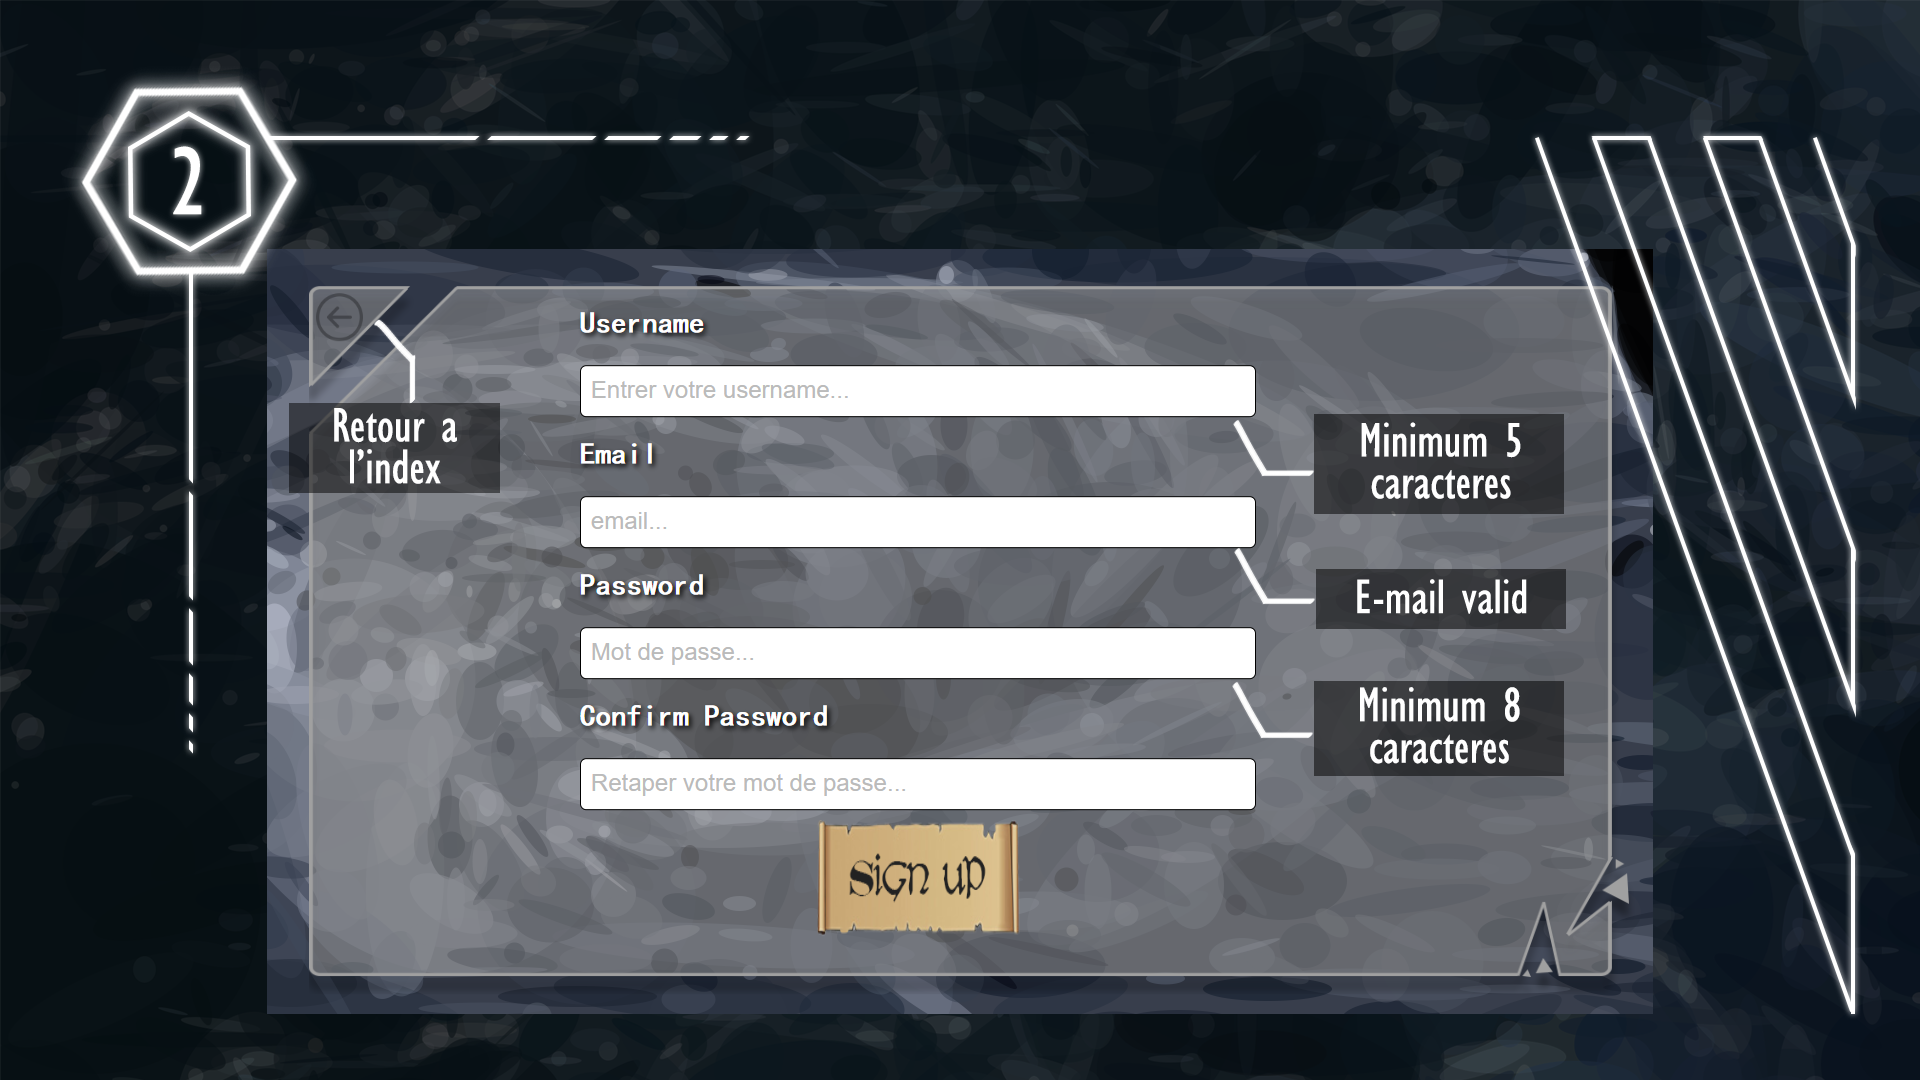 2
Username
Entrer votre username...
Retour a
l'index
Minimum 5
caracteres
Email
email...
E-mail valid
Password
Mot de passe...
Minimum 8
caracteres
Confirm Password
Retaper votre mot de passe...
Sign up